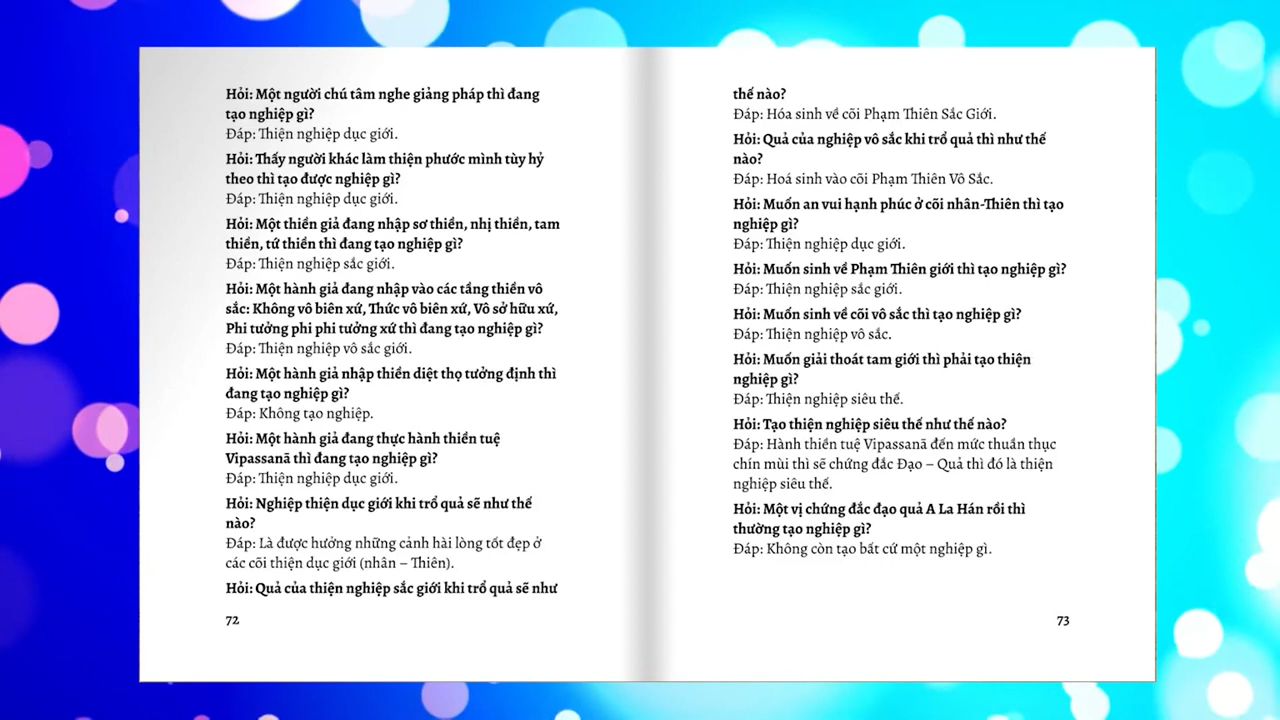 Hỏi: Một người chú tâm nghe giảng pháp thì đang
tạo nghiệp gì?
Đáp: Thiện nghiệp dục giới.
Hỏi: Thấy người khác làm thiện phước mình tùy hỷ
theo thì tạo được nghiệp gì?
Đáp: Thiện nghiệp dục giới.
Hỏi: Một thiền giả đang nhập sơ thiền, nhị thiền, tam
thiền, tứ thiền thì đang tạo nghiệp gì?
Đáp: Thiện nghiệp sắc giới.
Hỏi: Một hành giả đang nhập vào các tầng thiền vô
sắc: Không vô biên xứ, Thức vô biên xứ, Vô sở hữu xứ,
Phi tưởng phi phi tưởng xứ thì đang tạo nghiệp gì?
Đáp: Thiện nghiệp vô sắc giới.
Hỏi: Một hành giả nhập thiền diệt thọ tưởng định thì
đang tạo nghiệp gì?
Đáp: Không tạo nghiệp.
Hỏi: Một hành giả đang thực hành thiền tuệ
Vipassanā thì đang tạo nghiệp gì?
Đáp: Thiện nghiệp dục giới.
Hỏi: Nghiệp thiện dục giới khi trổ quả sẽ như thế
nào?
Đáp: Là được hưởng những cảnh hài lòng tốt đẹp ở
các cõi thiện dục giới (nhân – Thiên).
Hỏi: Quả của thiện nghiệp sắc giới khi trổ quả sẽ như
72
thế nào?
Đáp: Hóa sinh về cõi Phạm Thiên Sắc Giới.
Hỏi: Quả của nghiệp vô sắc khi trổ quả thì như thế
nào?
Đáp: Hoá sinh vào cõi Phạm Thiên Vô Sắc.
Hỏi: Muốn an vui hạnh phúc ở cõi nhân-Thiên thì tạo
nghiệp gì?
Đáp: Thiện nghiệp dục giới.
Hỏi: Muốn sinh về Phạm Thiên giới thì tạo nghiệp gì?
Đáp: Thiện nghiệp sắc giới.
Hỏi: Muốn sinh về cõi vô sắc thì tạo nghiệp gì?
Đáp: Thiện nghiệp vô sắc.
Hỏi: Muốn giải thoát tam giới thì phải tạo thiện
nghiệp gì?
Đáp: Thiện nghiệp siêu thế.
Hỏi: Tạo thiện nghiệp siêu thế như thế nào?
Đáp: Hành thiền tuệ Vipassanā đến mức thuần thục
chín mùi thì sẽ chứng đắc Đạo – Quả thì đó là thiện
nghiệp siêu thế.
Hỏi: Một vị chứng đắc đạo quả A La Hán rồi thì
thường tạo nghiệp gì?
Đáp: Không còn tạo bất cứ một nghiệp gì.
73